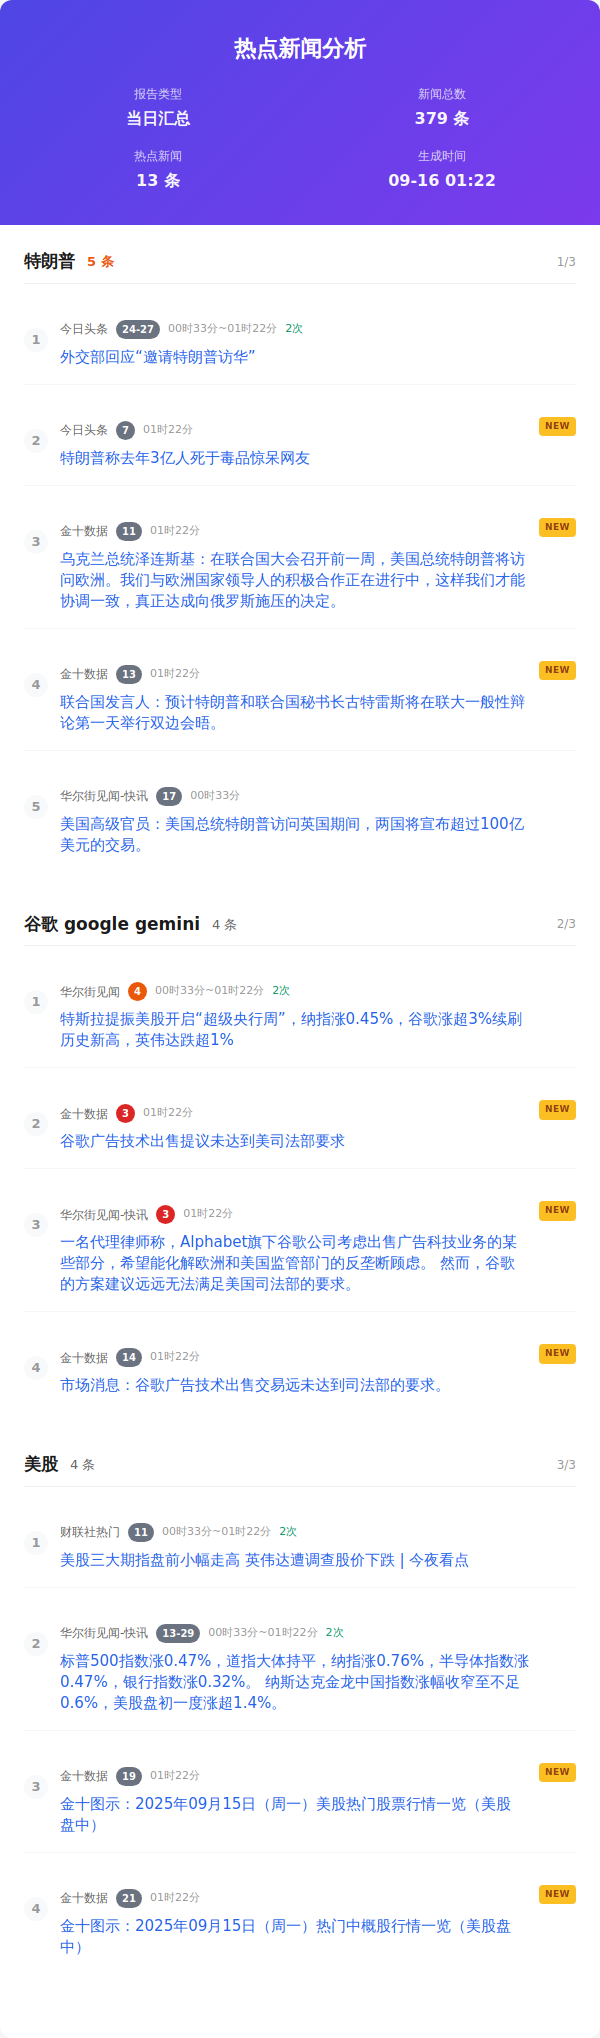 热点新闻分析
报告类型
新闻总数
当日汇总
379 条
热点新闻
生成时间
13 条
09-16 01:22
特朗普 5 条 1/3
1
今日头条 24-27 00时33分~01时22分 2次
外交部回应“邀请特朗普访华”
2
今日头条 7 01时22分 NEW
特朗普称去年3亿人死于毒品惊呆网友
3
金十数据 11 01时22分 NEW
乌克兰总统泽连斯基：在联合国大会召开前一周，美国总统特朗普将访
问欧洲。我们与欧洲国家领导人的积极合作正在进行中，这样我们才能
协调一致，真正达成向俄罗斯施压的决定。
4
金十数据 13 01时22分 NEW
联合国发言人：预计特朗普和联合国秘书长古特雷斯将在联大一般性辩
论第一天举行双边会晤。
5
华尔街见闻-快讯 17 00时33分
美国高级官员：美国总统特朗普访问英国期间，两国将宣布超过100亿
美元的交易。
谷歌 google gemini 4 条 2/3
1
华尔街见闻 4 00时33分~01时22分 2次
特斯拉提振美股开启“超级央行周”，纳指涨0.45%，谷歌涨超3%续刷
历史新高，英伟达跌超1%
2
金十数据 3 01时22分 NEW
谷歌广告技术出售提议未达到美司法部要求
3
华尔街见闻-快讯 3 01时22分 NEW
一名代理律师称，Alphabet旗下谷歌公司考虑出售广告科技业务的某
些部分，希望能化解欧洲和美国监管部门的反垄断顾虑。 然而，谷歌
的方案建议远远无法满足美国司法部的要求。
4
金十数据 14 01时22分 NEW
市场消息：谷歌广告技术出售交易远未达到司法部的要求。
美股 4 条 3/3
1
财联社热门 11 00时33分~01时22分 2次
美股三大期指盘前小幅走高 英伟达遭调查股价下跌 | 今夜看点
2
华尔街见闻-快讯 13-29 00时33分~01时22分 2次
标普500指数涨0.47%，道指大体持平，纳指涨0.76%，半导体指数涨
0.47%，银行指数涨0.32%。 纳斯达克金龙中国指数涨幅收窄至不足
0.6%，美股盘初一度涨超1.4%。
3
金十数据 19 01时22分 NEW
金十图示：2025年09月15日（周一）美股热门股票行情一览（美股
盘中）
4
金十数据 21 01时22分 NEW
金十图示：2025年09月15日（周一）热门中概股行情一览（美股盘
中）